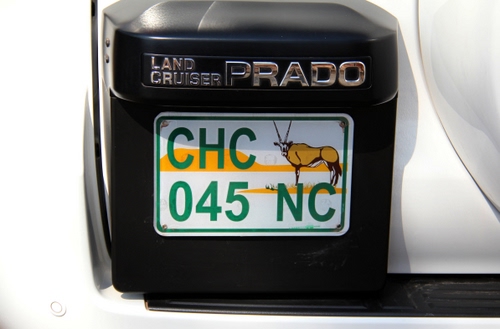 LAND
CRUISER PRADO
CHC
045 NC